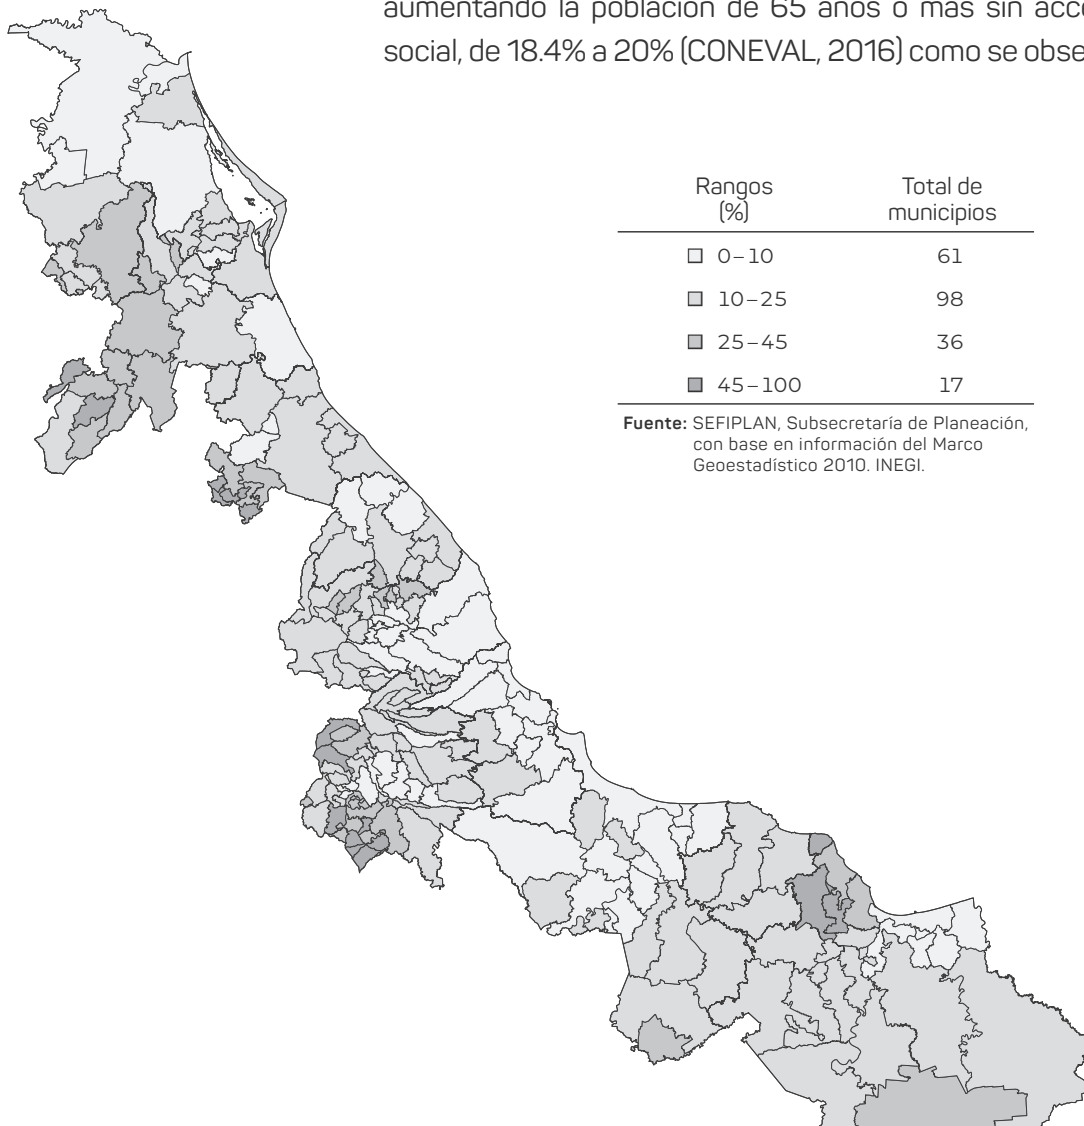 aumentando la población de 65 años o más sin acce
social, de 18.4% a 20% (CONEVAL, 2016) como se obse
Rangos (%) Total de municipios
0–10 61
10–25 98
25–45 36
45–100 17
Fuente: SEFIPLAN, Subsecretaría de Planeación,
con base en información del Marco
Geoestadístico 2010. INEGI.